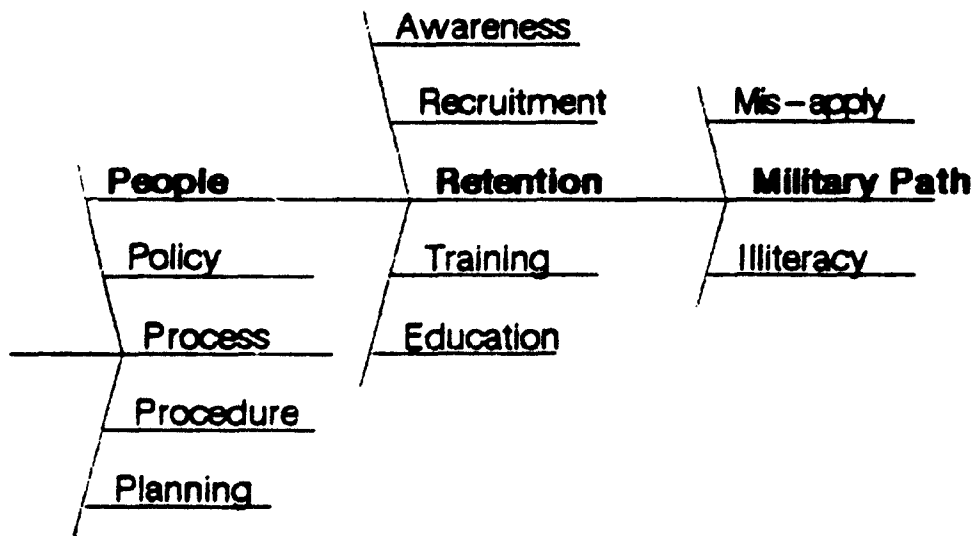 Awareness
Recruitment
Mis-apply
People
Retention
Military Path
Policy
Training
Illiteracy
Process
Education
Procedure
Planning